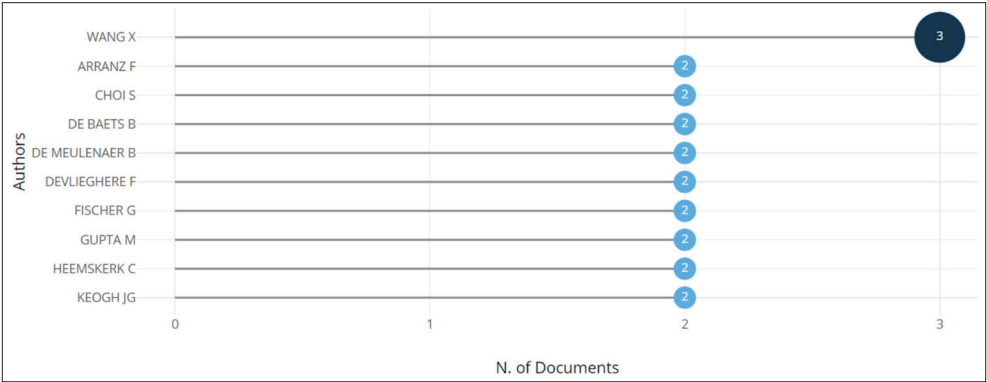 WANG X 3
ARRANZ F 2
CHOI S 2
DE BAETS B 2
DE MEULENAER B 2
DEVLIEGHERE F 2
FISCHER G 2
GUPTA M 2
HEEMSKERK C 2
KEOGH JG 2
Authors
0 1 2 3
N. of Documents